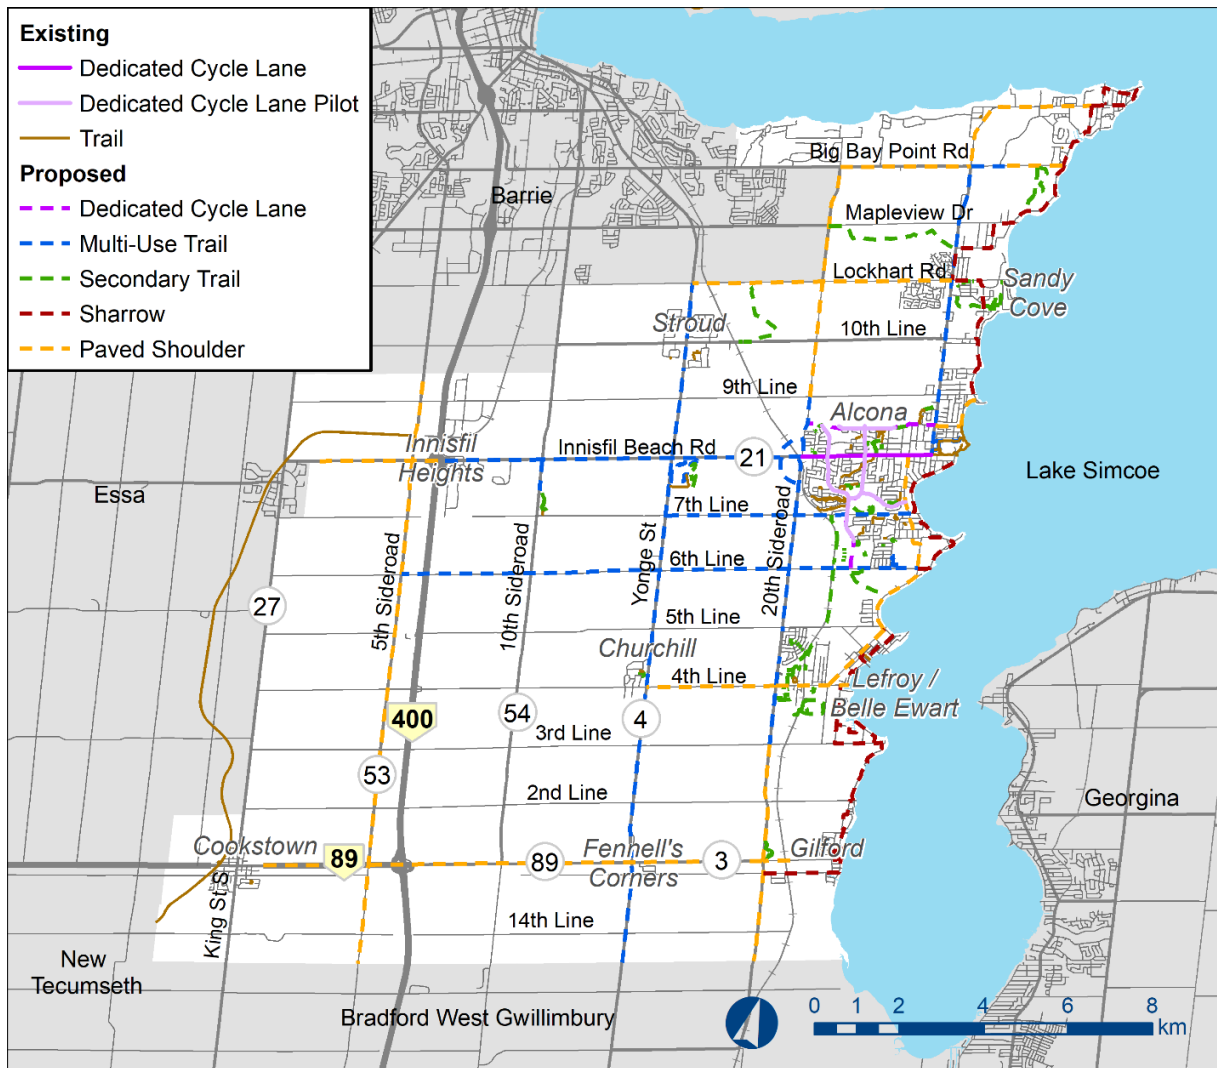 Existing
Dedicated Cycle Lane
Dedicated Cycle Lane Pilot
Trail
Proposed
Dedicated Cycle Lane
Multi-Use Trail
Secondary Trail
Sharrow
Paved Shoulder
Big Bay Point Rd
Barrie
Mapleview Dr
Lockhart Rd
Sandy
Cove
Stroud
10th Line
9th Line
Alcona
Innisfil
Heights
Innisfil Beach Rd
21
Lake Simcoe
Essa
7th Line
5th Sideroad
10th Sideroad
Yonge St
20th Sideroad
6th Line
27
5th Line
Churchill
4th Line
Lefroy /
Belle Ewart
400
54
4
3rd Line
53
2nd Line
Georgina
Cookstown
89
89
Fennell's
Corners
3
Gilford
King St S
14th Line
New
Tecumseth
Bradford West Gwillimbury
0 1 2 4 6 8
km